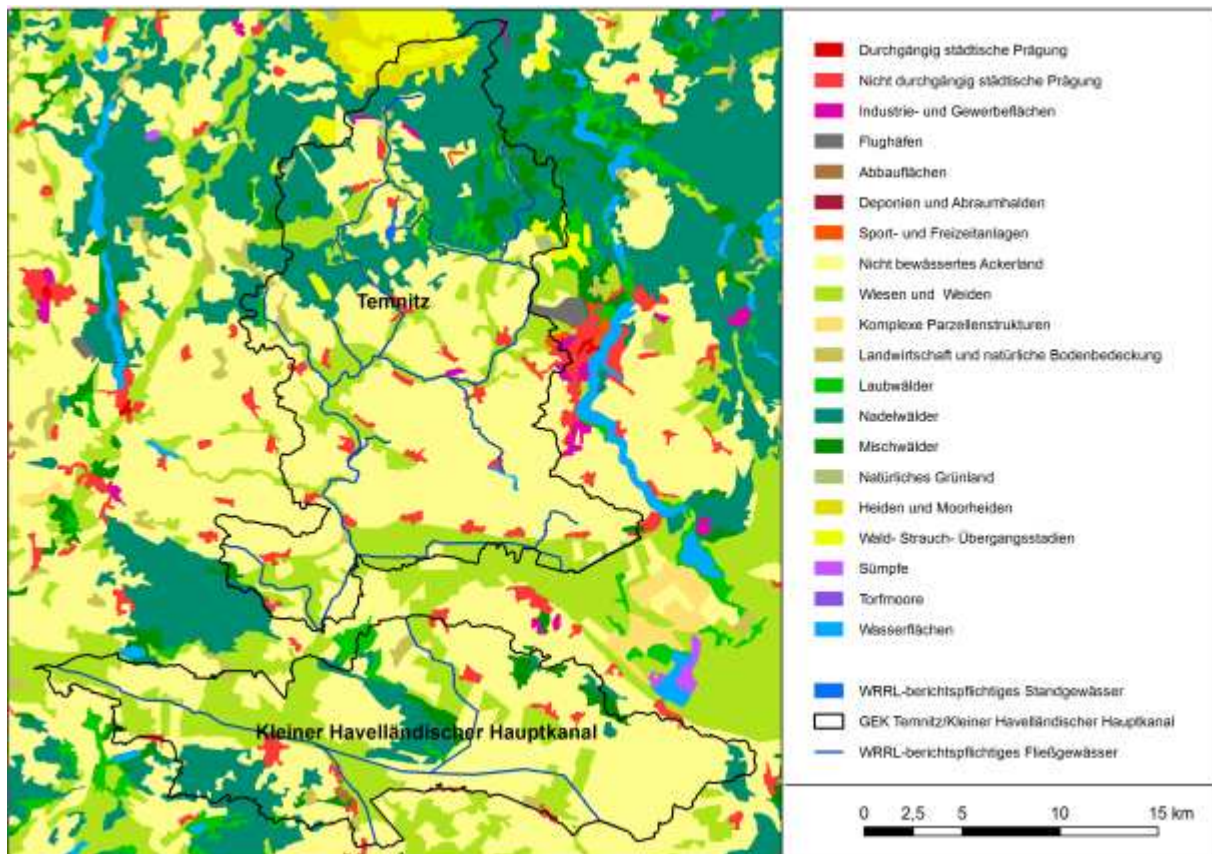 Temnitz
Kleiner Havelländischer Hauptkanal
Durchgängig städtische Prägung
Nicht durchgängig städtische Prägung
Industrie- und Gewerbeflächen
Flughäfen
Abbauflächen
Deponien und Abraumhalden
Sport- und Freizeitanlagen
Nicht bewässertes Ackerland
Wiesen und Weiden
Komplexe Parzellenstrukturen
Landwirtschaft und natürliche Bodenbedeckung
Laubwälder
Nadelwälder
Mischwälder
Natürliches Grünland
Heiden und Moorheiden
Wald- Strauch- Übergangsstadien
Sümpfe
Torfmoore
Wasserflächen
WRRL-berichtspflichtiges Standgewässer
GEK Temnitz/Kleiner Havelländischer Hauptkanal
WRRL-berichtspflichtiges Fließgewässer
0 2,5 5 10 15 km